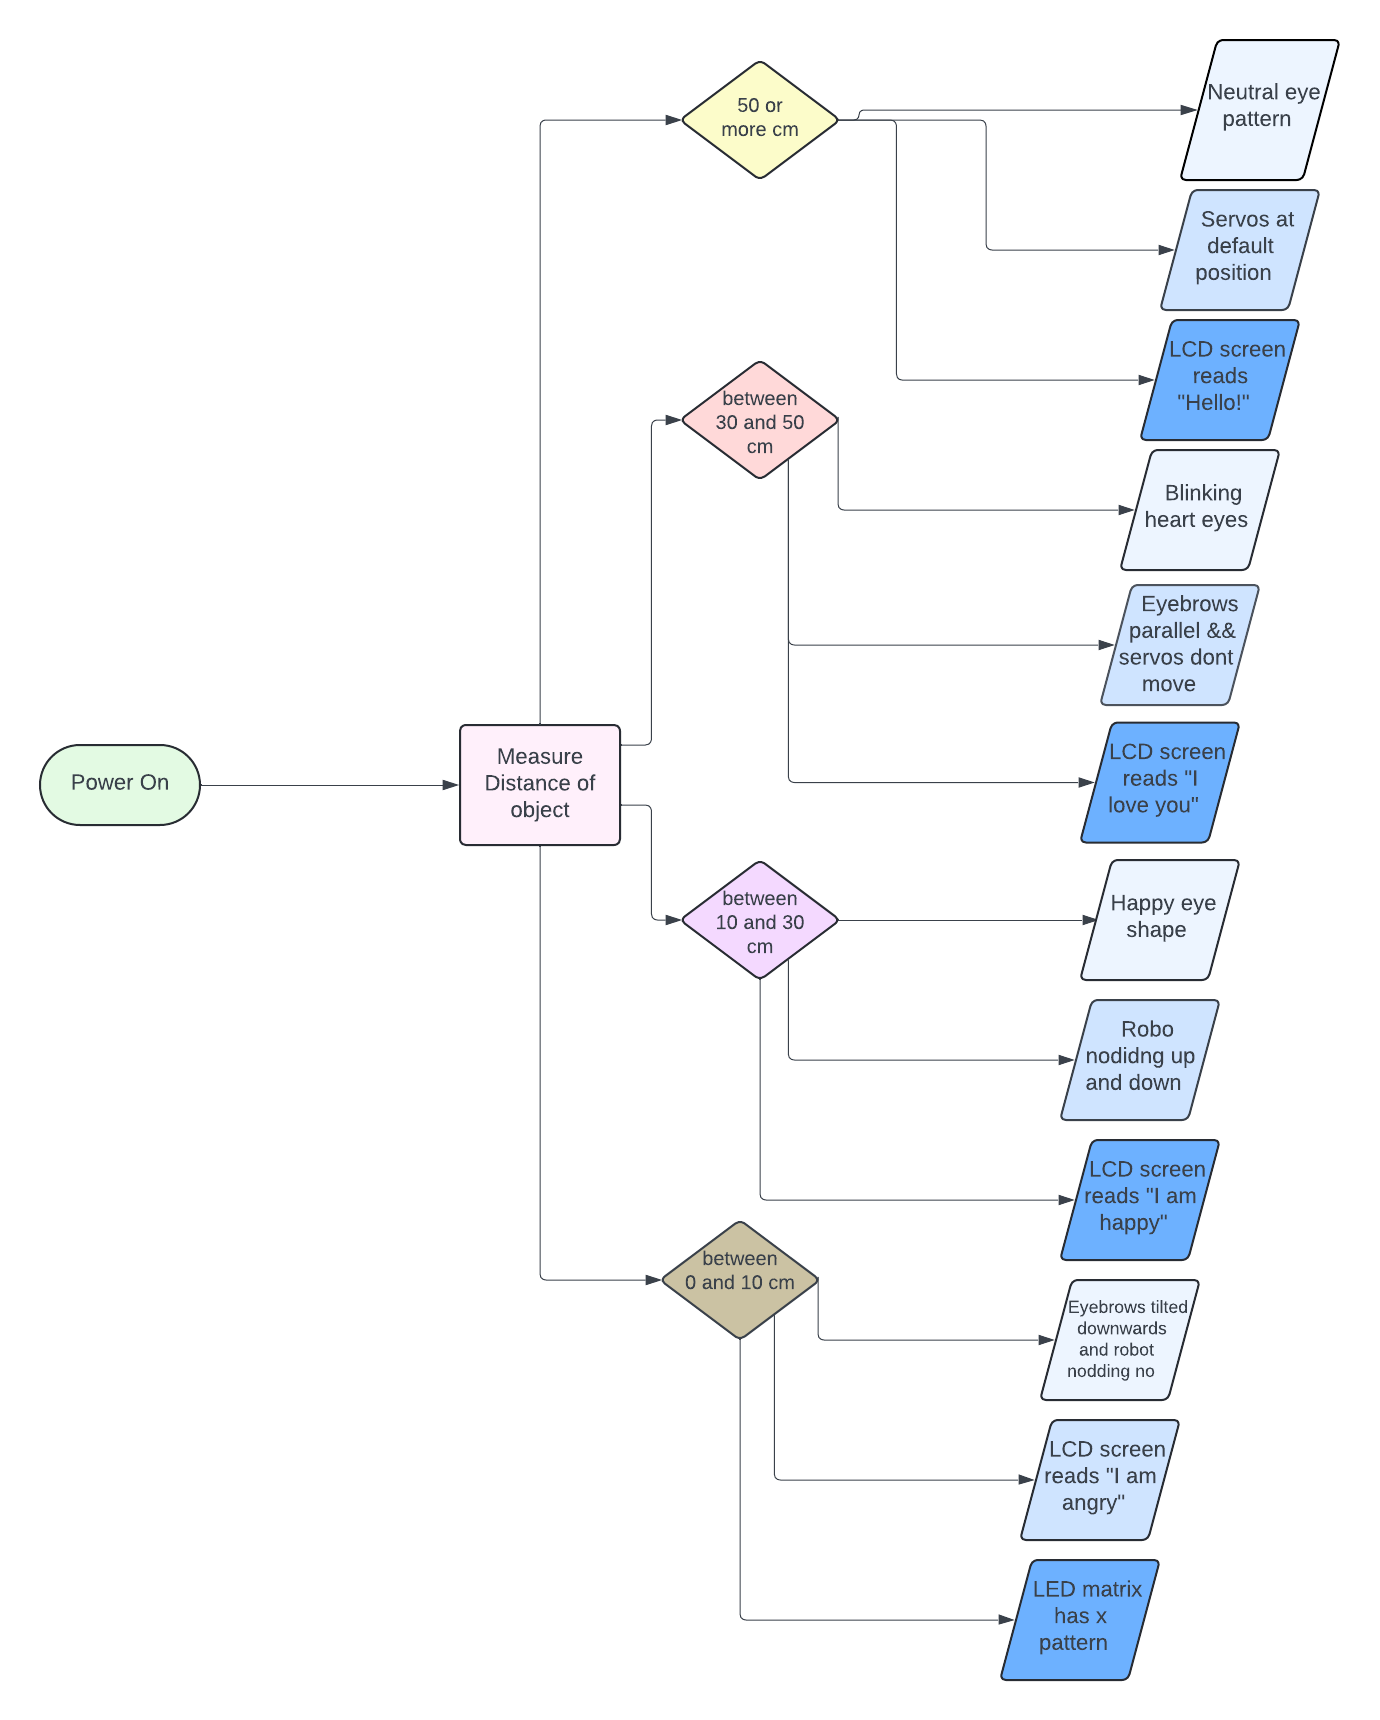 50 or
more cm
Neutral eye
pattern
Servos at
default
position
LCD screen
reads
"Hello!"
between
30 and 50
cm
Blinking
heart eyes
Eyebrows
parallel &&
servos dont
move
LCD screen
reads "I
love you"
Power On
Measure
Distance of
object
between
10 and 30
cm
Happy eye
shape
Robo
nodidng up
and down
LCD screen
reads "I am
happy"
between
0 and 10 cm
Eyebrows tilted
downwards
and robot
nodding no
LCD screen
reads "I am
angry"
LED matrix
has x
pattern